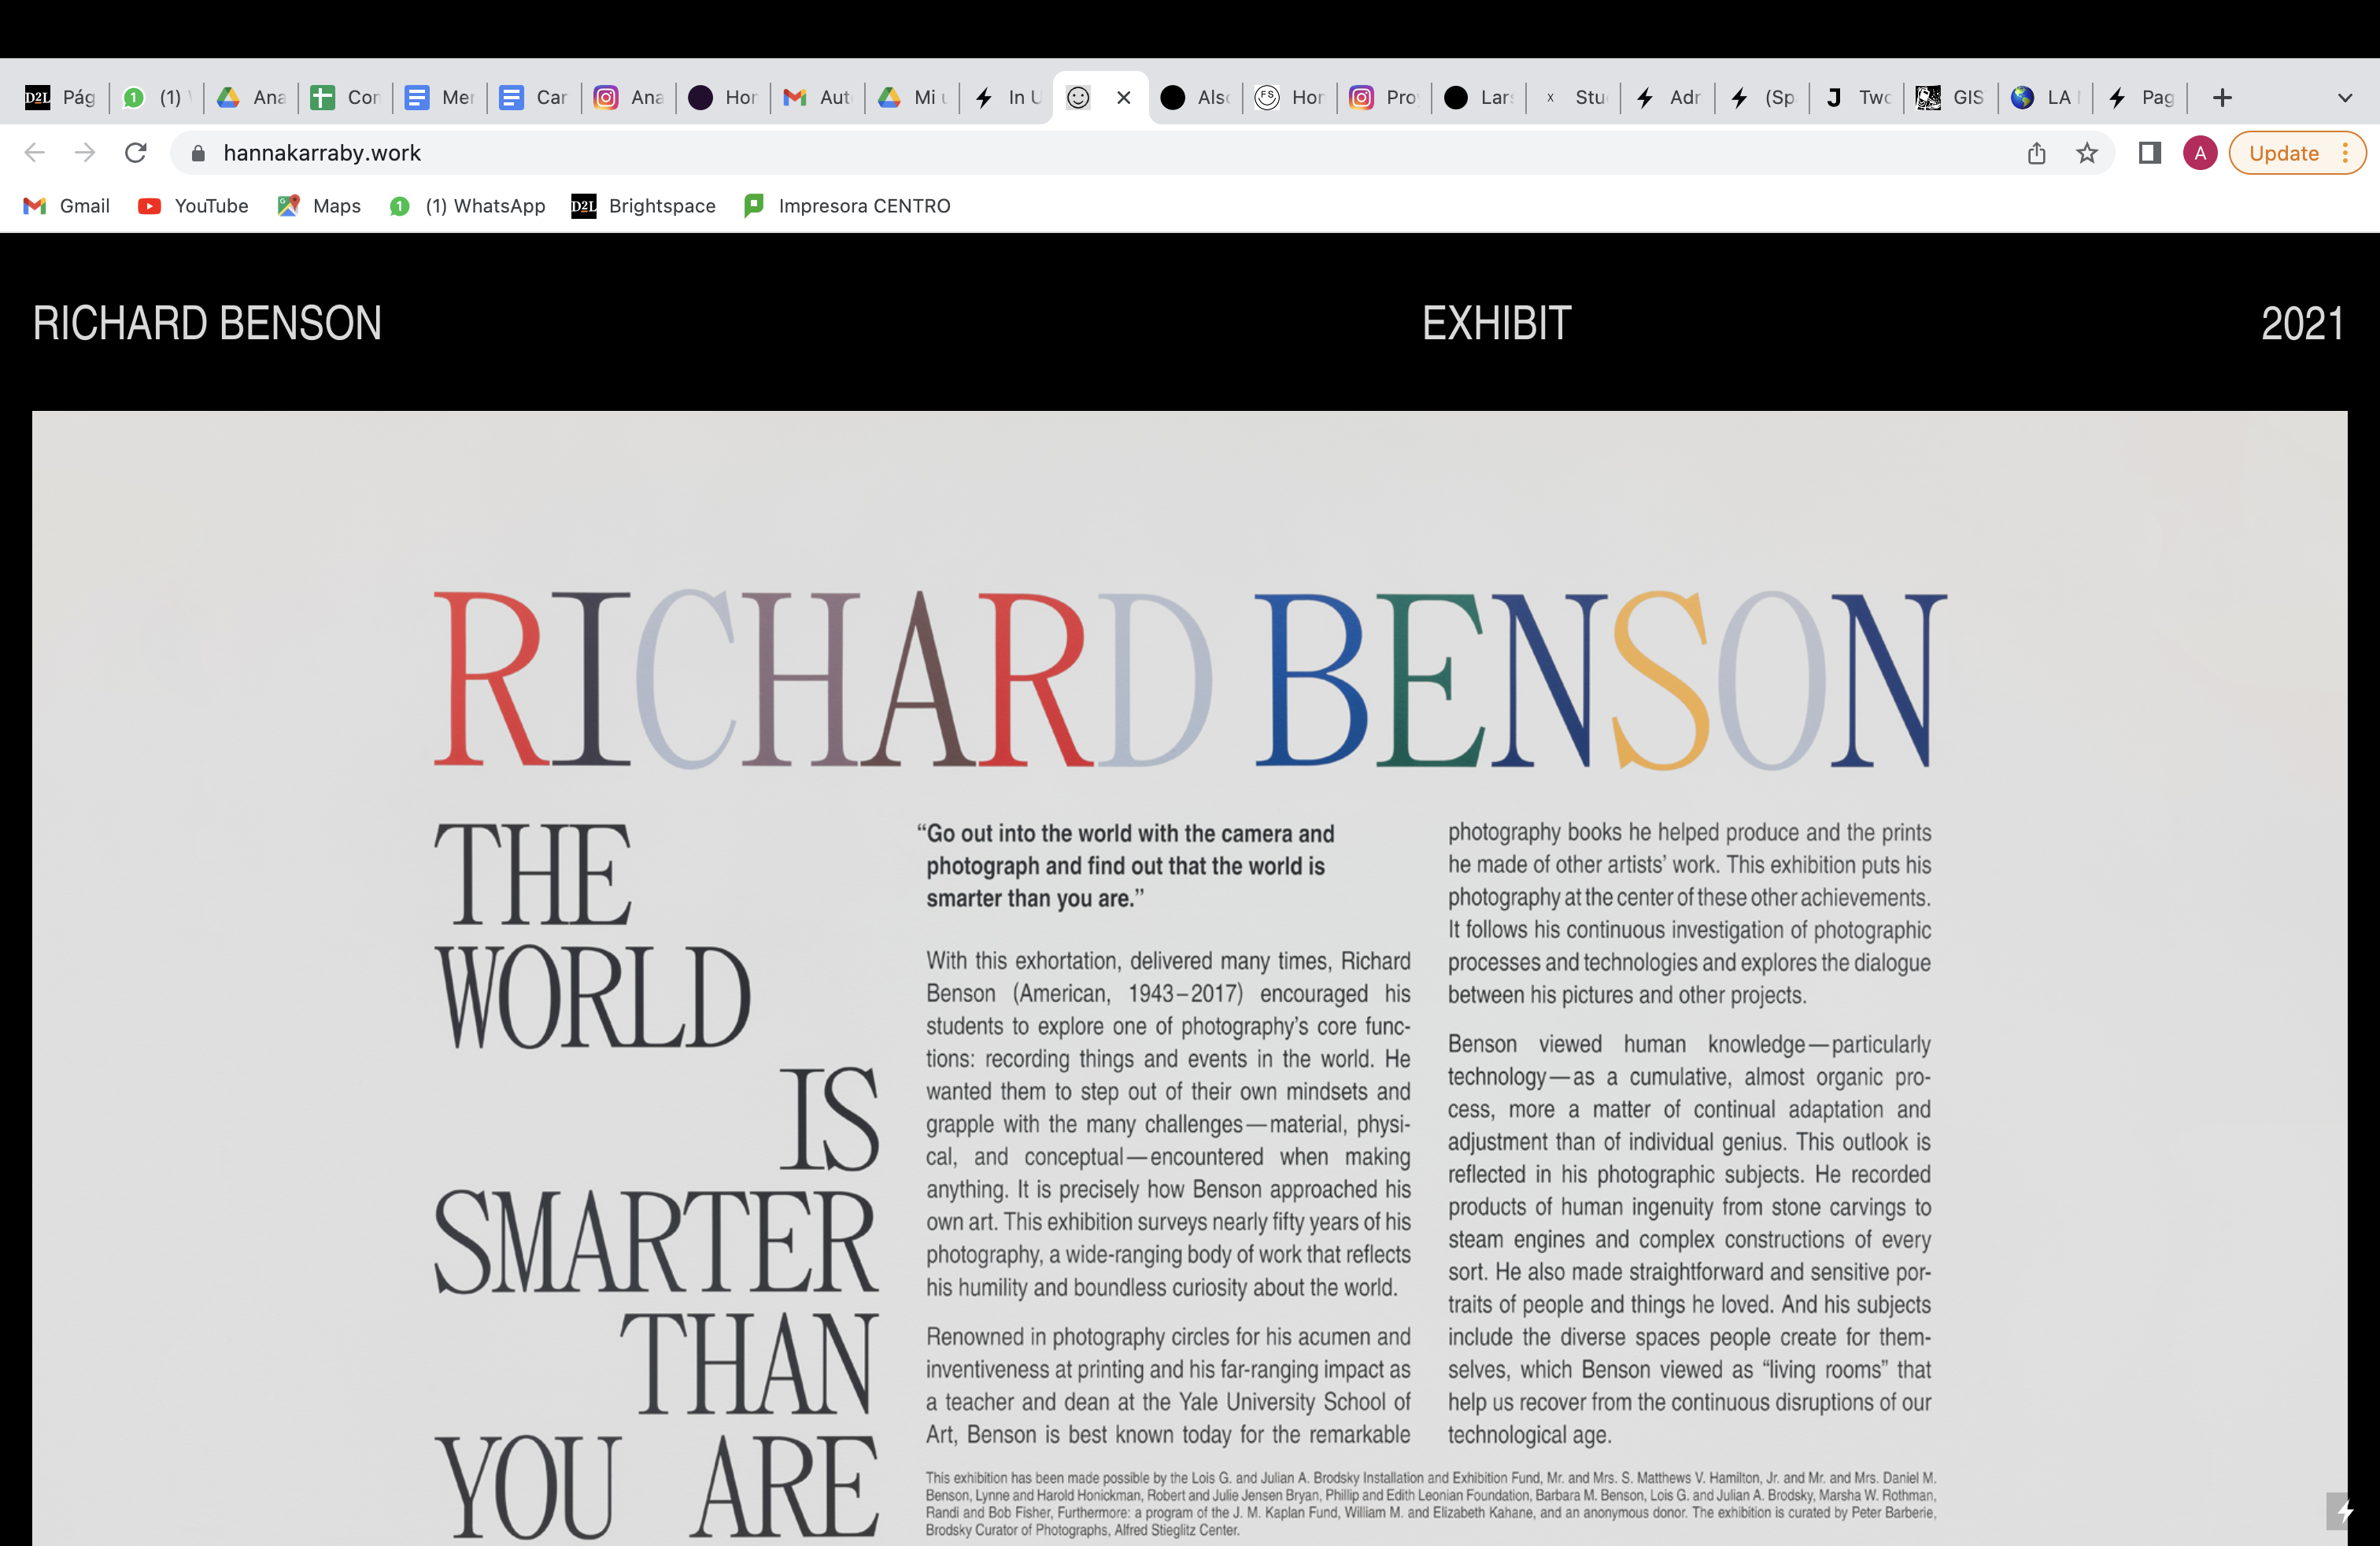 D2L Pág 1 (1) Ana Cor Mer Car Ana Hor Aut Mi u In U Als FS Hor Pro Lar x Stu Adr (Sp J Two GIS LA Pag
hannakarraby.work A Update
Gmail YouTube Maps 1 (1) WhatsApp D2L Brightspace Impresora CENTRO
RICHARD BENSON EXHIBIT 2021
RICHARD BENSON
THE
WORLD
IS
SMARTER
THAN
YOU ARE
“Go out into the world with the camera and
photograph and find out that the world is
smarter than you are.”
With this exhortation, delivered many times, Richard
Benson (American, 1943–2017) encouraged his
students to explore one of photography’s core func-
tions: recording things and events in the world. He
wanted them to step out of their own mindsets and
grapple with the many challenges—material, physi-
cal, and conceptual—encountered when making
anything. It is precisely how Benson approached his
own art. This exhibition surveys nearly fifty years of his
photography, a wide-ranging body of work that reflects
his humility and boundless curiosity about the world.
Renowned in photography circles for his acumen and
inventiveness at printing and his far-ranging impact as
a teacher and dean at the Yale University School of
Art, Benson is best known today for the remarkable
photography books he helped produce and the prints
he made of other artists’ work. This exhibition puts his
photography at the center of these other achievements.
It follows his continuous investigation of photographic
processes and technologies and explores the dialogue
between his pictures and other projects.
Benson viewed human knowledge—particularly
technology—as a cumulative, almost organic pro-
cess, more a matter of continual adaptation and
adjustment than of individual genius. This outlook is
reflected in his photographic subjects. He recorded
products of human ingenuity from stone carvings to
steam engines and complex constructions of every
sort. He also made straightforward and sensitive por-
traits of people and things he loved. And his subjects
include the diverse spaces people create for them-
selves, which Benson viewed as “living rooms” that
help us recover from the continuous disruptions of our
technological age.
This exhibition has been made possible by the Lois G. and Julian A. Brodsky Installation and Exhibition Fund, Mr. and Mrs. S. Matthews V. Hamilton, Jr. and Mr. and Mrs. Daniel M.
Benson, Lynne and Harold Honickman, Robert and Julie Jensen Bryan, Phillip and Edith Leonian Foundation, Barbara M. Benson, Lois G. and Julian A. Brodsky, Marsha W. Rothman,
Randi and Bob Fisher, Furthermore: a program of the J. M. Kaplan Fund, William M. and Elizabeth Kahane, and an anonymous donor. The exhibition is curated by Peter Barberie,
Brodsky Curator of Photographs, Alfred Stieglitz Center.